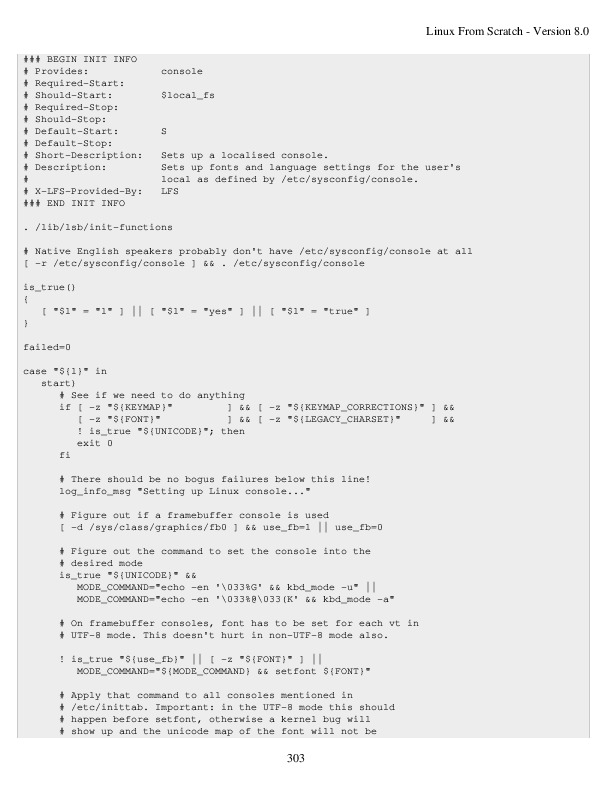 Linux From Scratch - Version 8.0
### BEGIN INIT INFO
# Provides:            console
# Required-Start:
# Should-Start:        $local_fs
# Required-Stop:
# Should-Stop:
# Default-Start:       S
# Default-Stop:
# Short-Description:   Sets up a localised console.
# Description:         Sets up fonts and language settings for the user's
#                      local as defined by /etc/sysconfig/console.
# X-LFS-Provided-By:   LFS
### END INIT INFO

. /lib/lsb/init-functions

# Native English speakers probably don't have /etc/sysconfig/console at all
[ -r /etc/sysconfig/console ] && . /etc/sysconfig/console

is_true()
{
   [ "$1" = "1" ] || [ "$1" = "yes" ] || [ "$1" = "true" ]
}

failed=0

case "${1}" in
   start)
      # See if we need to do anything
      if [ -z "${KEYMAP}"         ] && [ -z "${KEYMAP_CORRECTIONS}" ] &&
         [ -z "${FONT}"           ] && [ -z "${LEGACY_CHARSET}"     ] &&
         ! is_true "${UNICODE}"; then
         exit 0
      fi

      # There should be no bogus failures below this line!
      log_info_msg "Setting up Linux console..."

      # Figure out if a framebuffer console is used
      [ -d /sys/class/graphics/fb0 ] && use_fb=1 || use_fb=0

      # Figure out the command to set the console into the
      # desired mode
      is_true "${UNICODE}" &&
         MODE_COMMAND="echo -en '\033%G' && kbd_mode -u" ||
         MODE_COMMAND="echo -en '\033%@\033(K' && kbd_mode -a"

      # On framebuffer consoles, font has to be set for each vt in
      # UTF-8 mode. This doesn't hurt in non-UTF-8 mode also.

      ! is_true "${use_fb}" || [ -z "${FONT}" ] ||
         MODE_COMMAND="${MODE_COMMAND} && setfont ${FONT}"

      # Apply that command to all consoles mentioned in
      # /etc/inittab. Important: in the UTF-8 mode this should
      # happen before setfont, otherwise a kernel bug will
      # show up and the unicode map of the font will not be
303